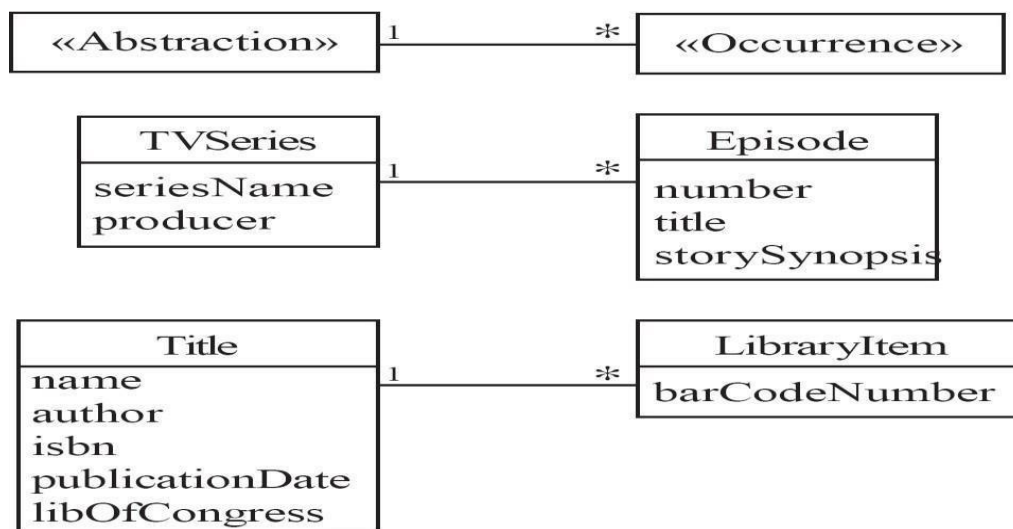 «Abstraction» 1 * «Occurrence»
TVSeries
seriesName
producer
1 *
Episode
number
title
storySynopsis
Title
name
author
isbn
publicationDate
libOfCongress
1 *
LibraryItem
barCodeNumber